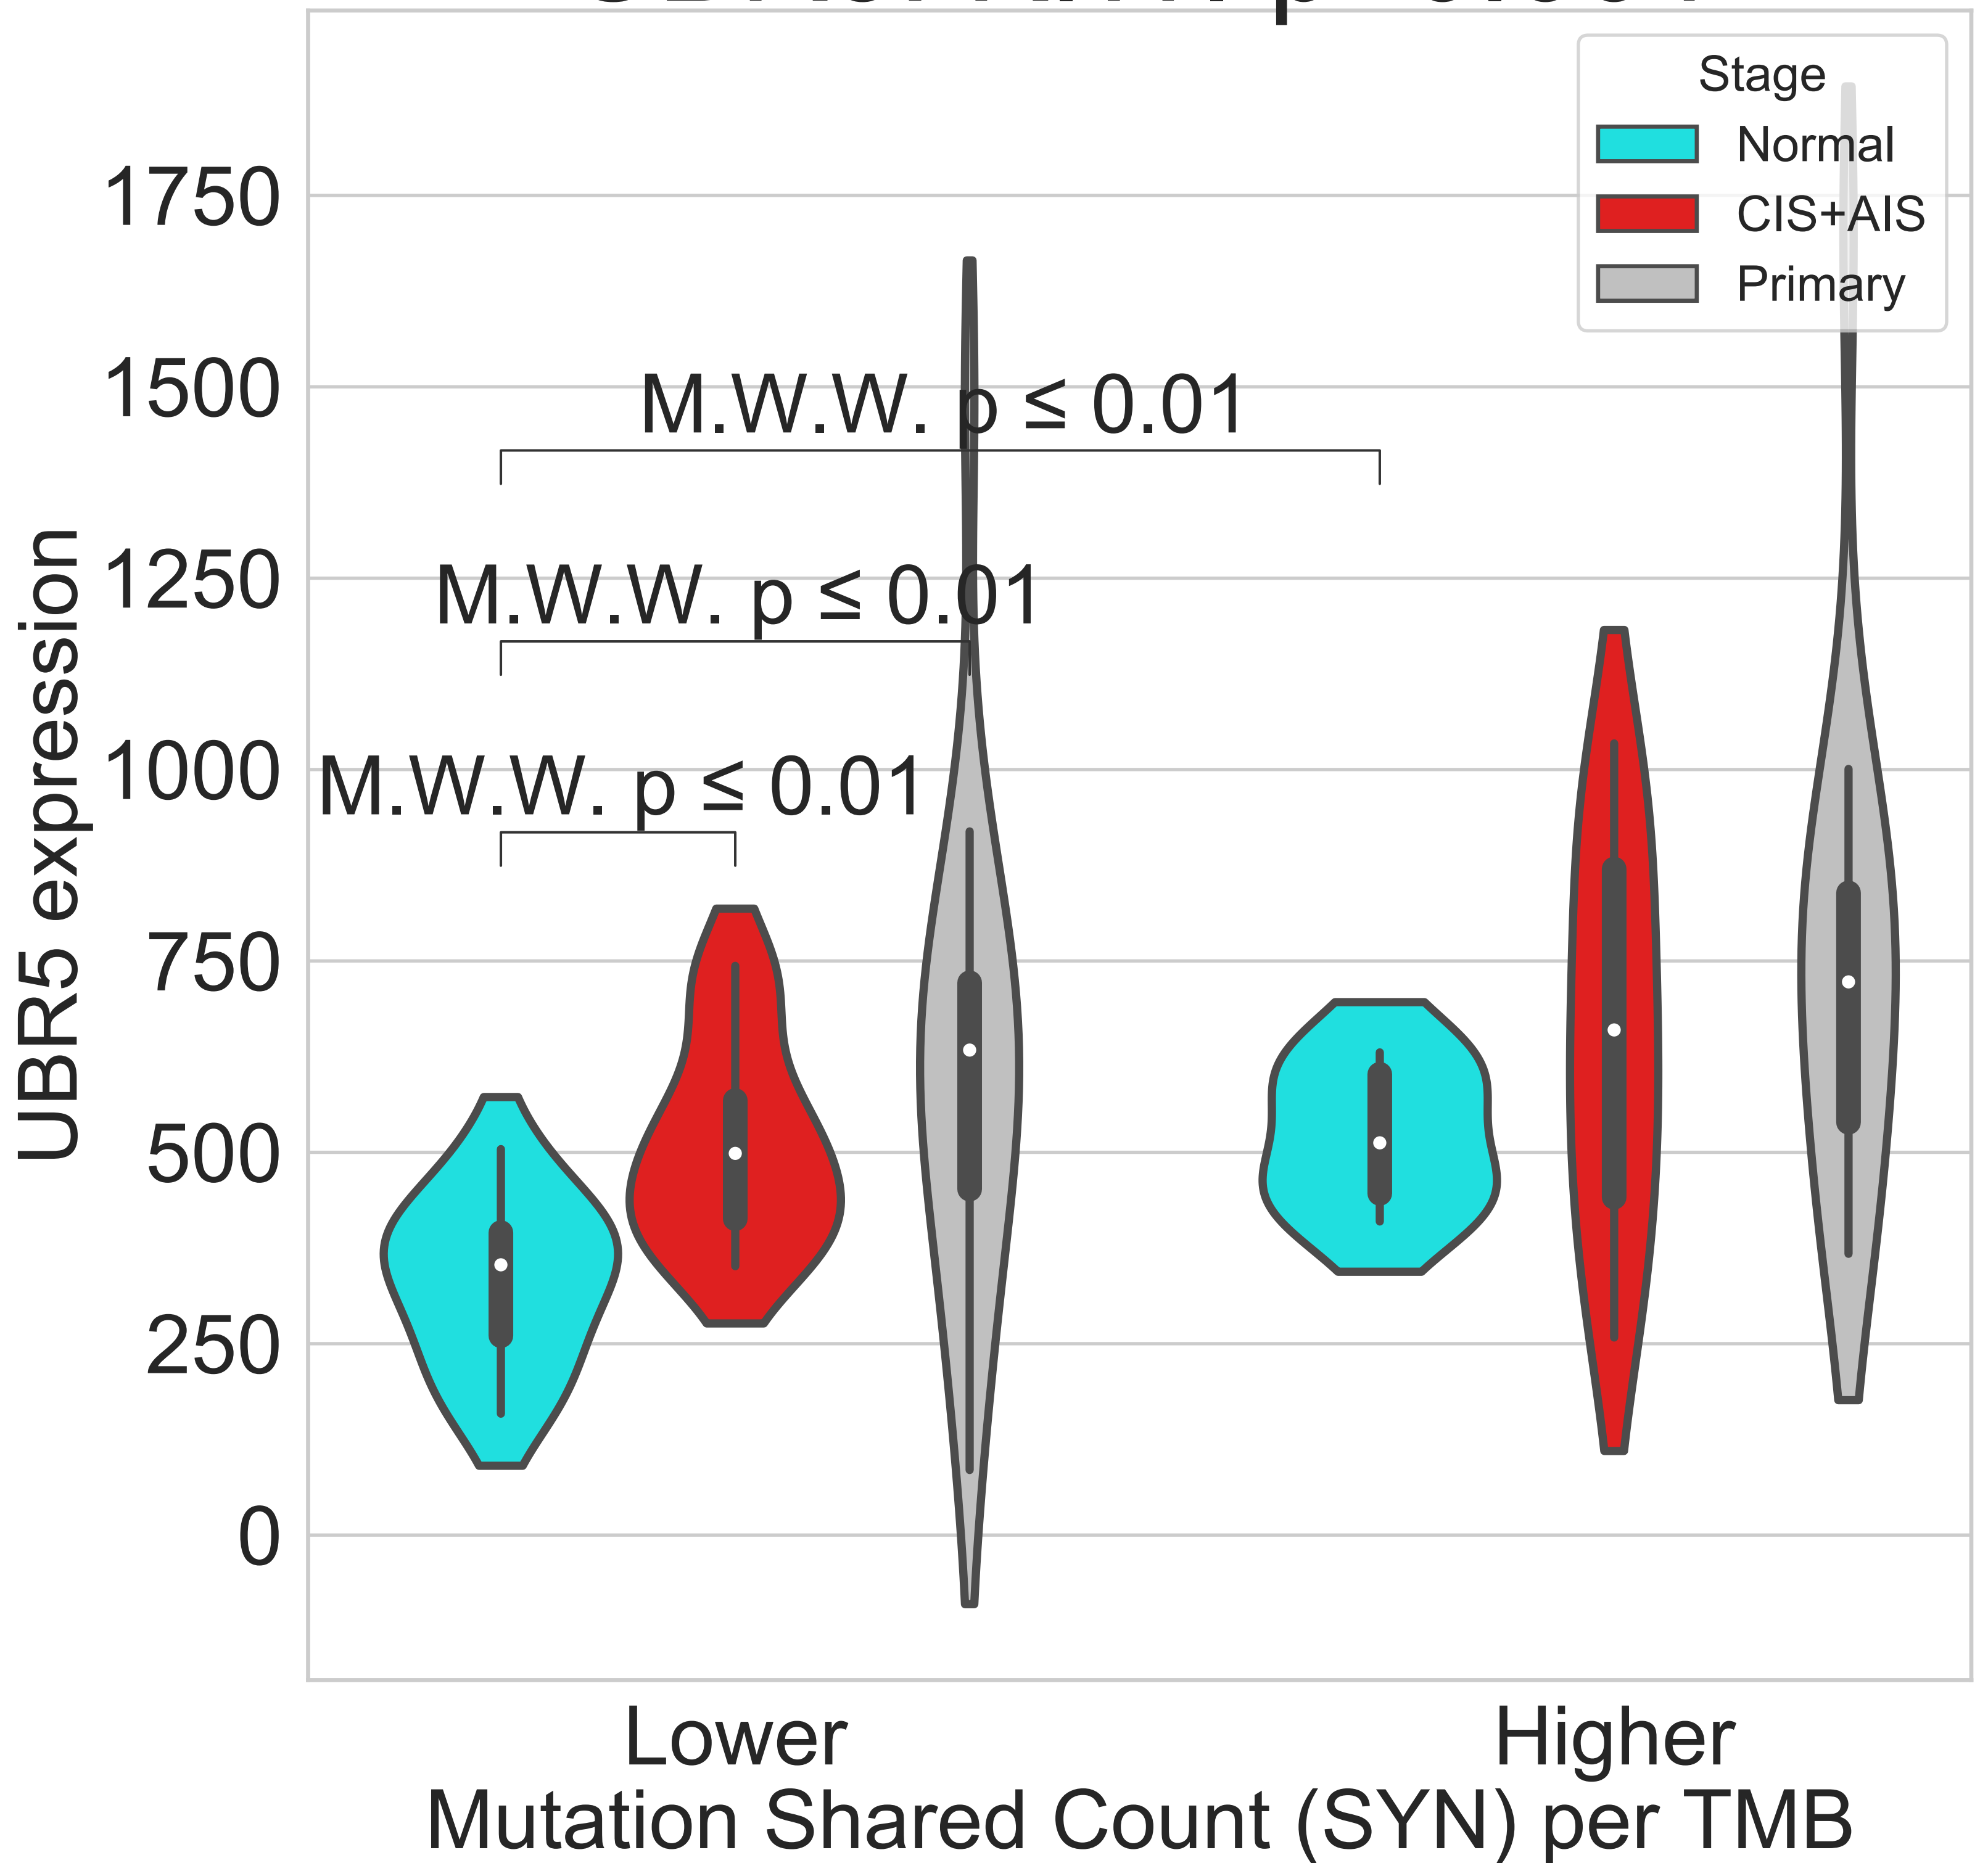 Stage
Normal
CIS+AIS
Primary
1750
1500
1250
1000
750
500
250
0
UBR5 expression
M.W.W. p ≤ 0.01
M.W.W. p ≤ 0.01
M.W.W. p ≤ 0.01
Lower
Higher
Mutation Shared Count (SYN) per TMB